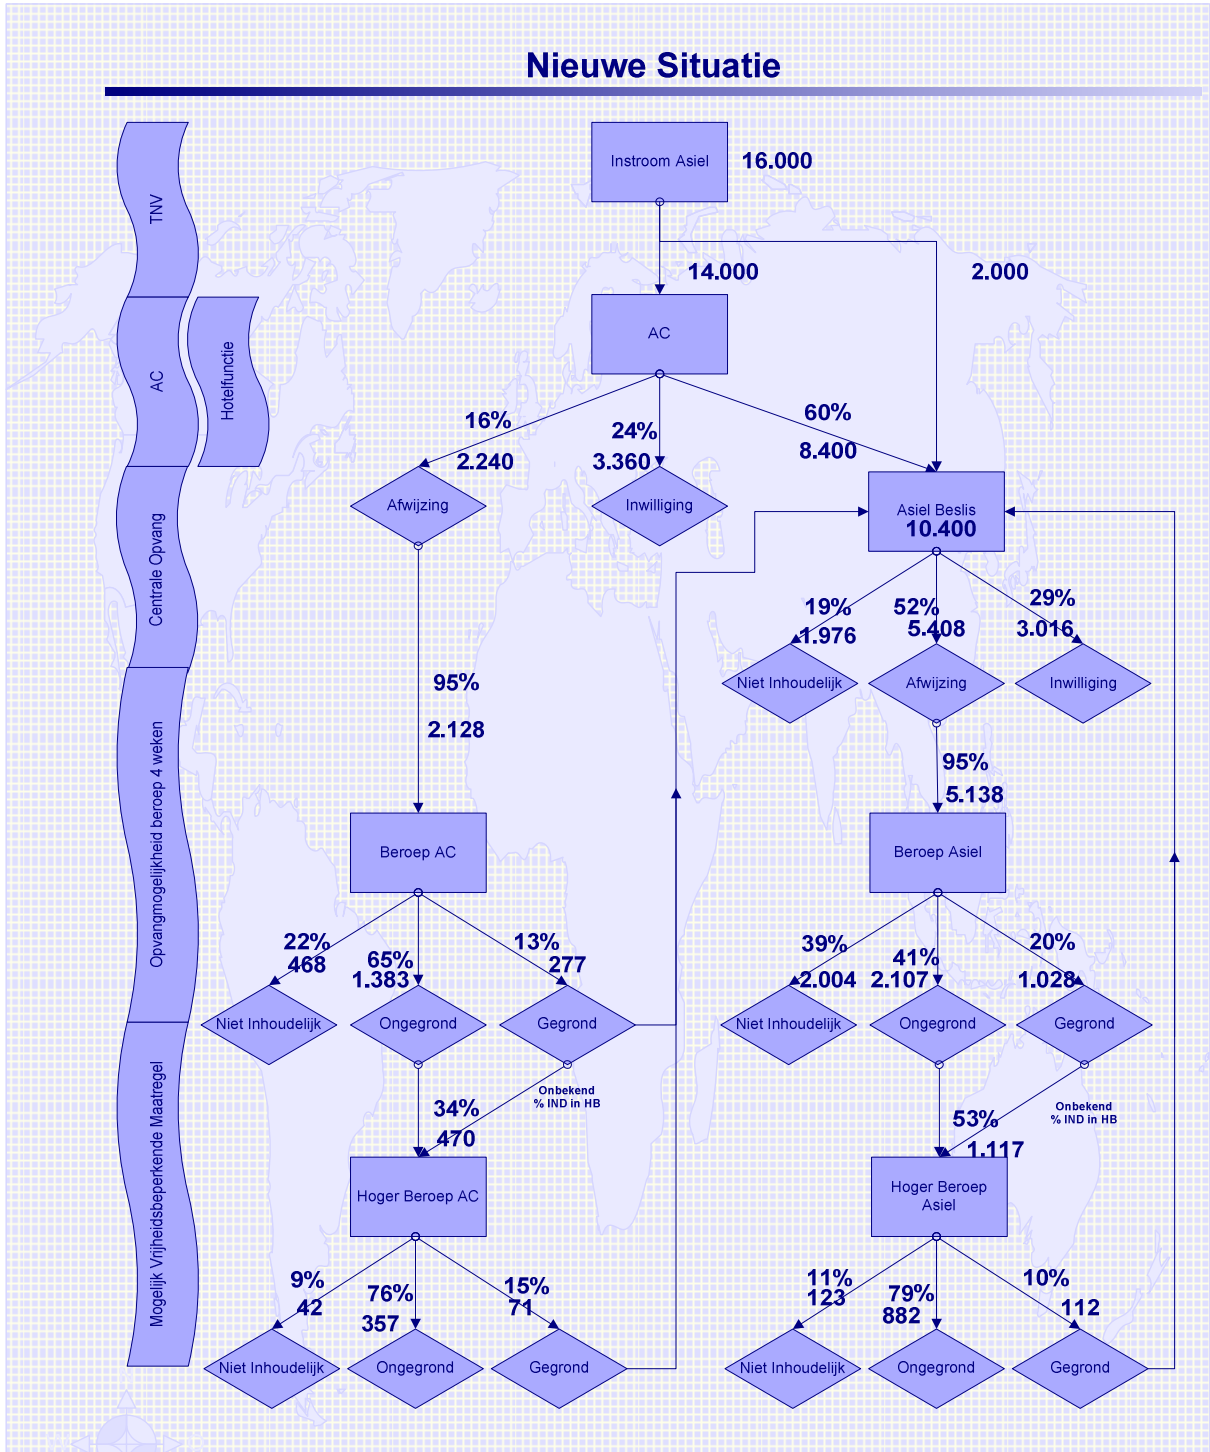 Nieuwe Situatie
Instroom Asiel
16.000
TNV
14.000
2.000
AC
AC
Hotelfunctie
16%
2.240
24%
3.360
60%
8.400
Afwijzing
Inwilliging
Asiel Beslis
10.400
Centrale Opvang
19%
1.976
52%
5.408
29%
3.016
Niet Inhoudelijk
Afwijzing
Inwilliging
95%
2.128
95%
5.138
Opvangmogelijkheid beroep 4 weken
Beroep AC
Beroep Asiel
22%
468
65%
1.383
13%
277
39%
2.004
41%
2.107
20%
1.028
Niet Inhoudelijk
Ongegrond
Gegrond
Niet Inhoudelijk
Ongegrond
Gegrond
Mogelijk Vrijheidsbeperkende Maatregel
34%
470
Onbekend
% IND in HB
53%
1.117
Onbekend
% IND in HB
Hoger Beroep AC
Hoger Beroep
Asiel
9%
42
76%
357
15%
71
11%
123
79%
882
10%
112
Niet Inhoudelijk
Ongegrond
Gegrond
Niet Inhoudelijk
Ongegrond
Gegrond